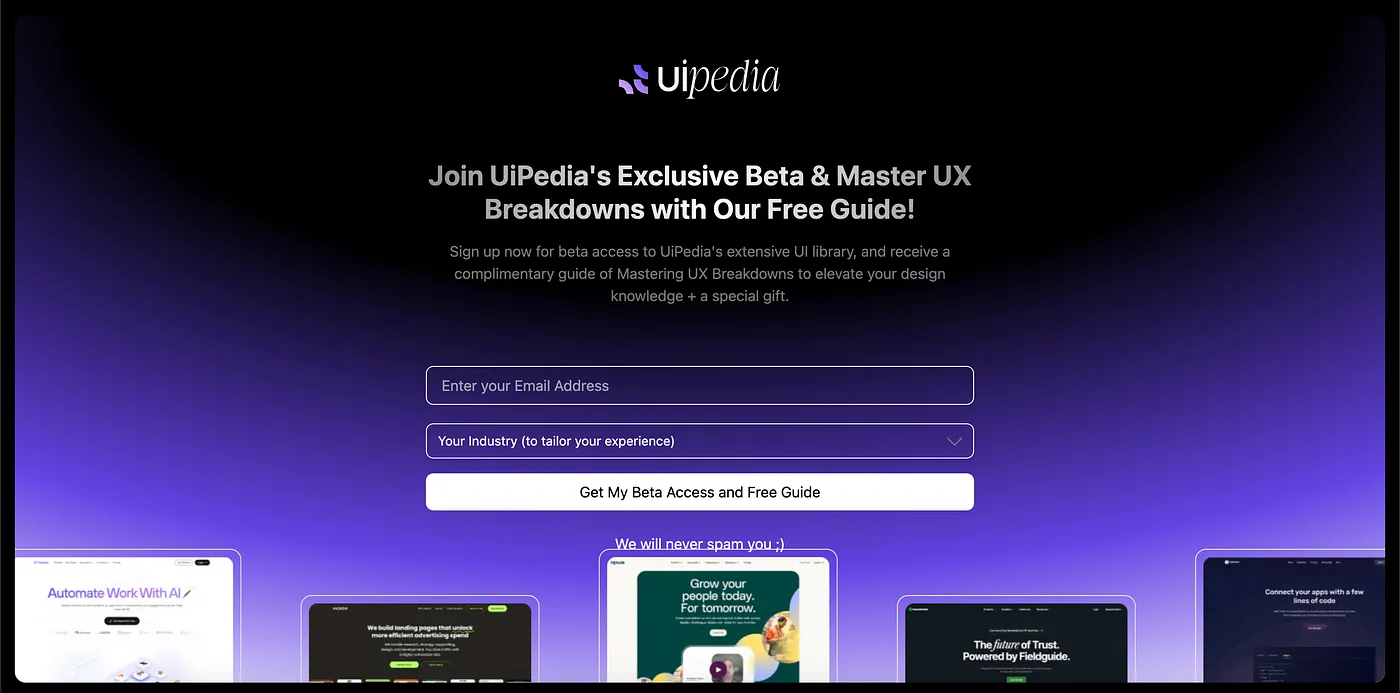 uipedia
Join UiPedia's Exclusive Beta & Master UX
Breakdowns with Our Free Guide!
Sign up now for beta access to UiPedia's extensive UI library, and receive a
complimentary guide of Mastering UX Breakdowns to elevate your design
knowledge + a special gift.
Enter your Email Address
Your Industry (to tailor your experience)
Get My Beta Access and Free Guide
We will never spam you ;)
Automate Work With AI
We build landing pages that unlock
more efficient advertising spend
Grow your
people today.
For tomorrow.
The future of Trust.
Powered by Fieldguide.
Connect your apps with a few
lines of code